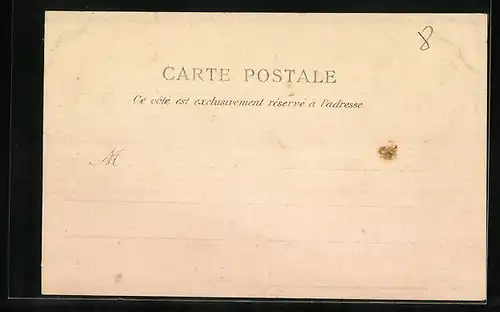 8
CARTE POSTALE
Ce côté est exclusivement réservé à l'adresse
M